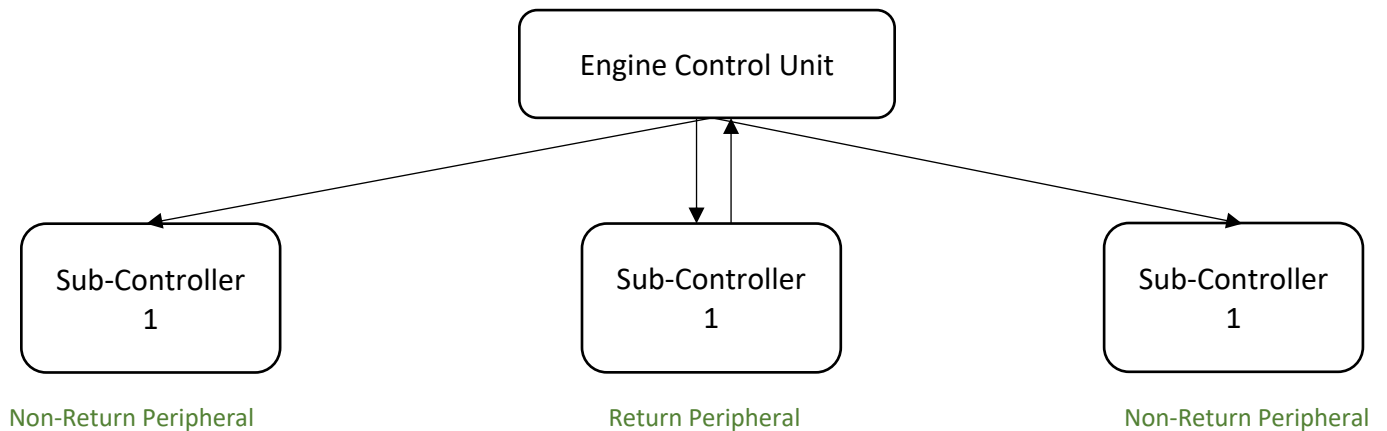 Engine Control Unit
Sub-Controller
1
Sub-Controller
1
Sub-Controller
1
Non-Return Peripheral
Return Peripheral
Non-Return Peripheral